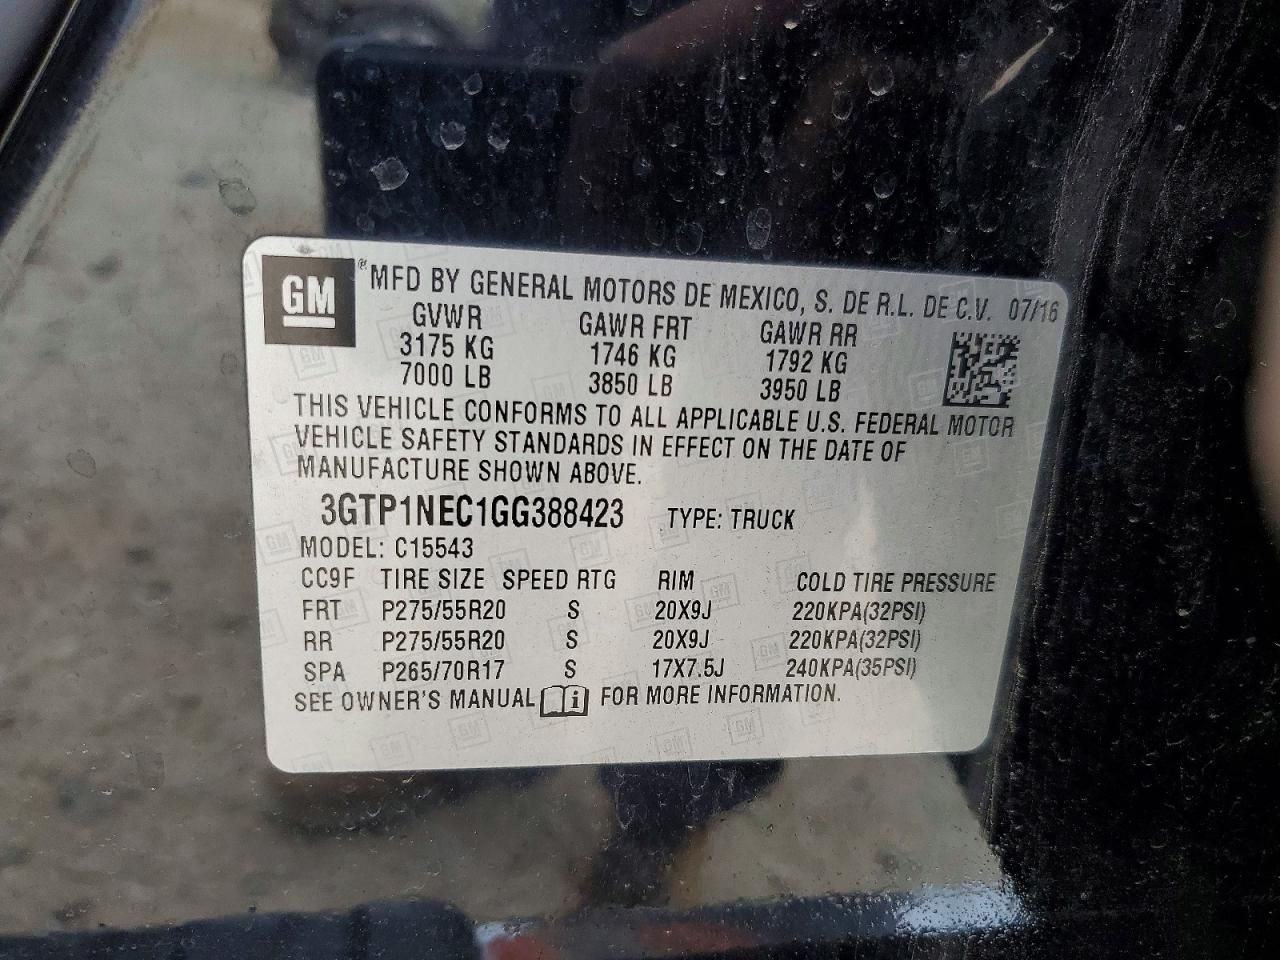 GM ® MFD BY GENERAL MOTORS DE MEXICO, S. DE R.L. DE C.V. 07/16
GVWR GAWR FRT GAWR RR
3175 KG 1746 KG 1792 KG
7000 LB 3850 LB 3950 LB
THIS VEHICLE CONFORMS TO ALL APPLICABLE U.S. FEDERAL MOTOR
VEHICLE SAFETY STANDARDS IN EFFECT ON THE DATE OF
MANUFACTURE SHOWN ABOVE.
3GTP1NEC1GG388423 TYPE: TRUCK
MODEL: C15543
CC9F TIRE SIZE SPEED RTG RIM COLD TIRE PRESSURE
FRT P275/55R20 S 20X9J 220KPA(32PSI)
RR P275/55R20 S 20X9J 220KPA(32PSI)
SPA P265/70R17 S 17X7.5J 240KPA(35PSI)
SEE OWNER'S MANUAL i FOR MORE INFORMATION.